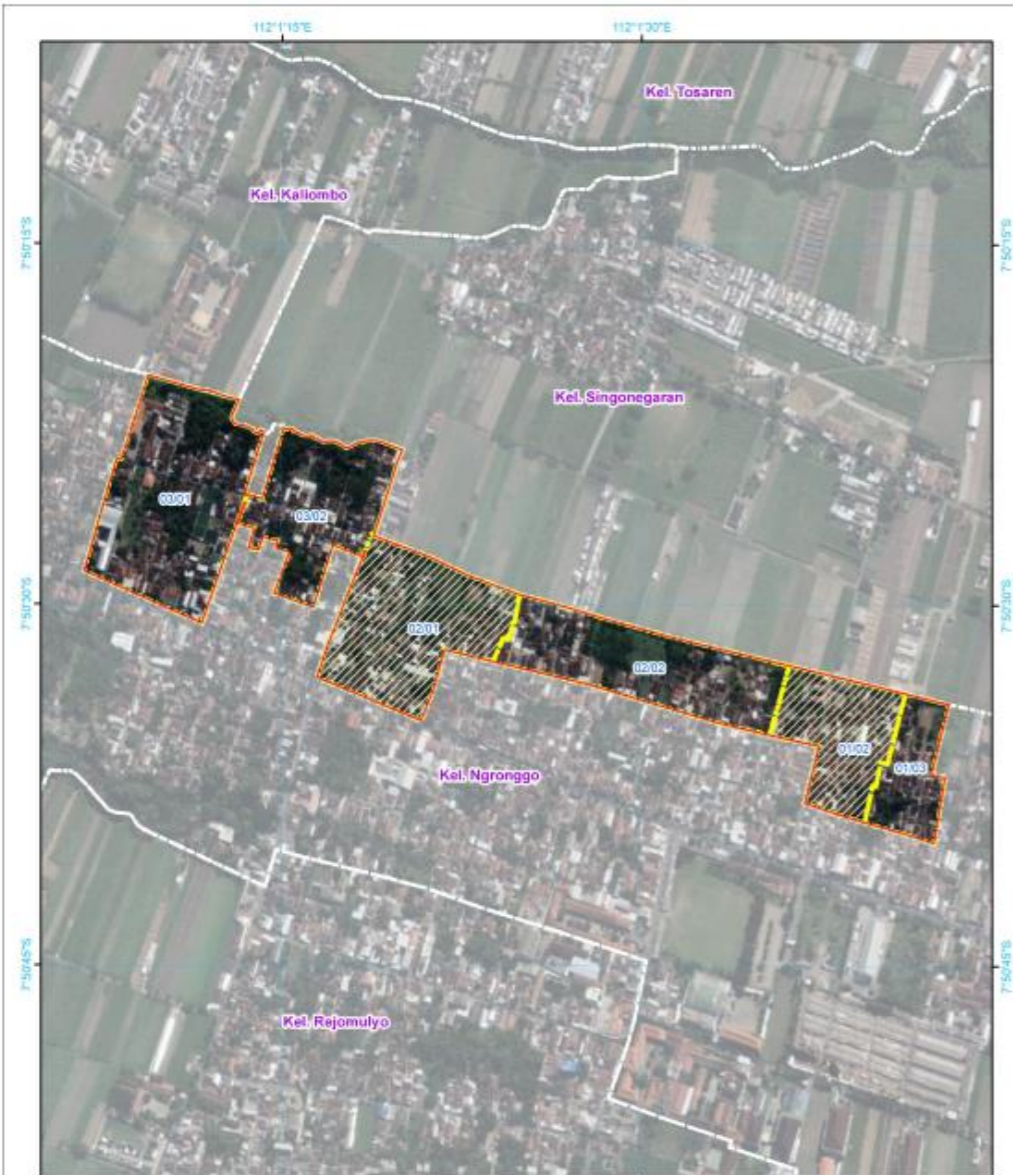 112°1'15"E
112°1'30"E
Kel. Tosaren
Kel. Kaliombo
7°50'15"S
7°50'15"S
Kel. Singonegaran
03/01
03/02
7°50'30"S
7°50'30"S
02/01
02/02
01/02
01/03
Kel. Ngronggo
7°50'45"S
7°50'45"S
Kel. Rejomulyo